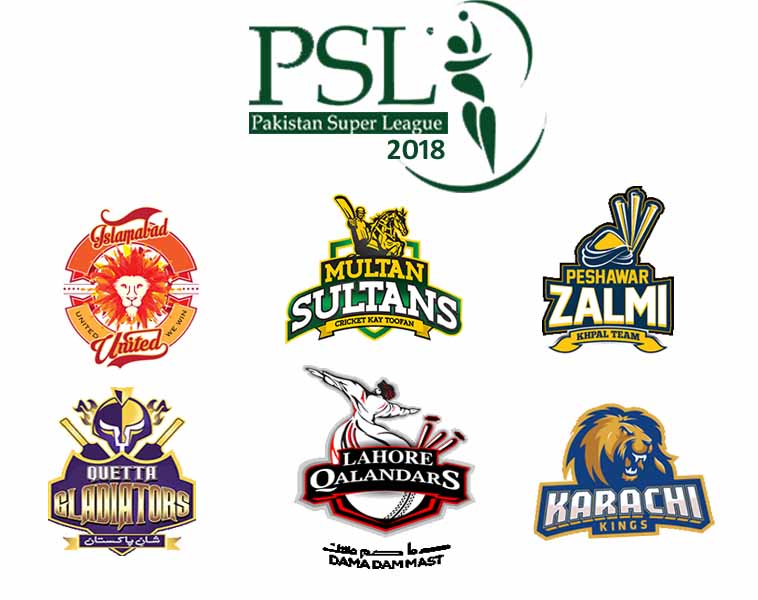 PSL
Pakistan Super League
2018
Islamabad
UNITED WE WIN
United
MULTAN
SULTANS
CRICKET KAY TOOFAN
PESHAWAR
ZALMI
KHPAL TEAM
QUETTA
GLADIATORS
شان پاکستان
LAHORE
QALANDARS
DAMA DAM MAST
KARACHI
KINGS